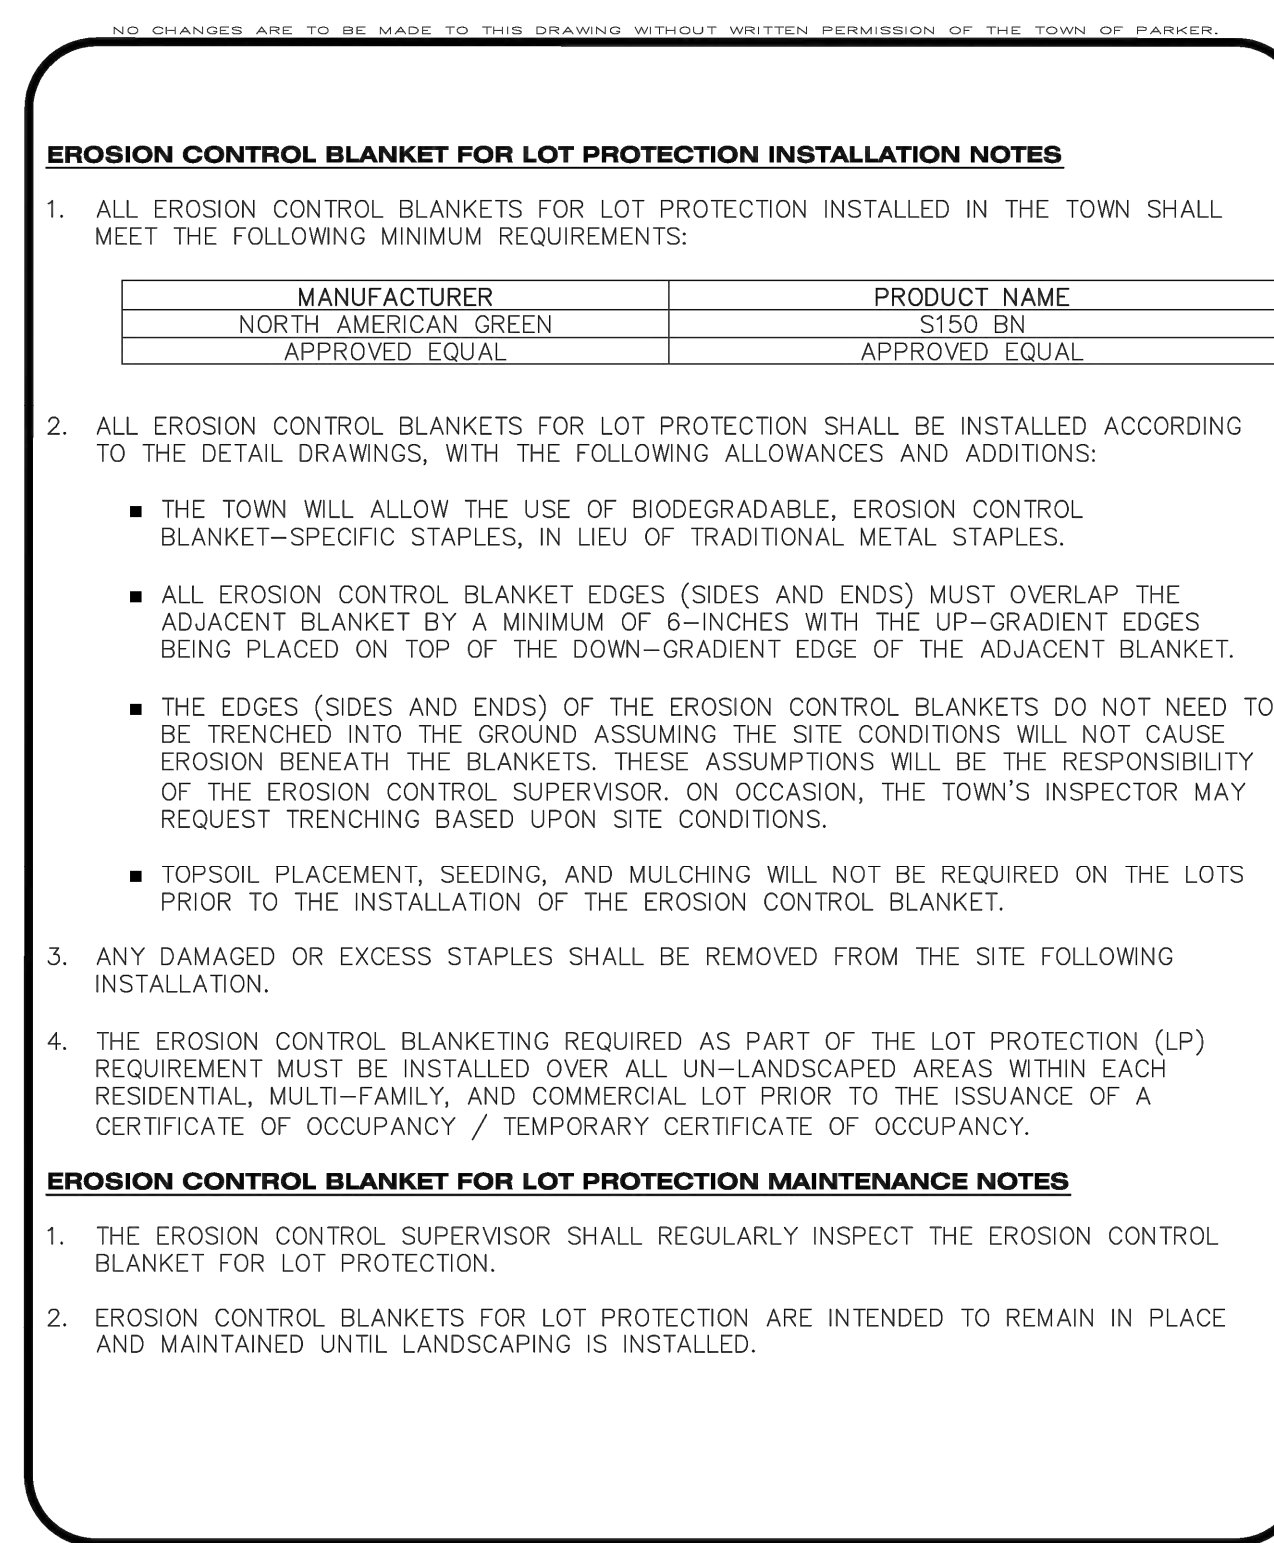 NO CHANGES ARE TO BE MADE TO THIS DRAWING WITHOUT WRITTEN PERMISSION OF THE TOWN OF PARKER.
EROSION CONTROL BLANKET FOR LOT PROTECTION INSTALLATION NOTES
1. ALL EROSION CONTROL BLANKETS FOR LOT PROTECTION INSTALLED IN THE TOWN SHALL
MEET THE FOLLOWING MINIMUM REQUIREMENTS:
MANUFACTURER PRODUCT NAME
NORTH AMERICAN GREEN S150 BN
APPROVED EQUAL APPROVED EQUAL
2. ALL EROSION CONTROL BLANKETS FOR LOT PROTECTION SHALL BE INSTALLED ACCORDING
TO THE DETAIL DRAWINGS, WITH THE FOLLOWING ALLOWANCES AND ADDITIONS:
■ THE TOWN WILL ALLOW THE USE OF BIODEGRADABLE, EROSION CONTROL
BLANKET–SPECIFIC STAPLES, IN LIEU OF TRADITIONAL METAL STAPLES.
■ ALL EROSION CONTROL BLANKET EDGES (SIDES AND ENDS) MUST OVERLAP THE
ADJACENT BLANKET BY A MINIMUM OF 6–INCHES WITH THE UP–GRADIENT EDGES
BEING PLACED ON TOP OF THE DOWN–GRADIENT EDGE OF THE ADJACENT BLANKET.
■ THE EDGES (SIDES AND ENDS) OF THE EROSION CONTROL BLANKETS DO NOT NEED TO
BE TRENCHED INTO THE GROUND ASSUMING THE SITE CONDITIONS WILL NOT CAUSE
EROSION BENEATH THE BLANKETS. THESE ASSUMPTIONS WILL BE THE RESPONSIBILITY
OF THE EROSION CONTROL SUPERVISOR. ON OCCASION, THE TOWN'S INSPECTOR MAY
REQUEST TRENCHING BASED UPON SITE CONDITIONS.
■ TOPSOIL PLACEMENT, SEEDING, AND MULCHING WILL NOT BE REQUIRED ON THE LOTS
PRIOR TO THE INSTALLATION OF THE EROSION CONTROL BLANKET.
3. ANY DAMAGED OR EXCESS STAPLES SHALL BE REMOVED FROM THE SITE FOLLOWING
INSTALLATION.
4. THE EROSION CONTROL BLANKETING REQUIRED AS PART OF THE LOT PROTECTION (LP)
REQUIREMENT MUST BE INSTALLED OVER ALL UN–LANDSCAPED AREAS WITHIN EACH
RESIDENTIAL, MULTI–FAMILY, AND COMMERCIAL LOT PRIOR TO THE ISSUANCE OF A
CERTIFICATE OF OCCUPANCY / TEMPORARY CERTIFICATE OF OCCUPANCY.
EROSION CONTROL BLANKET FOR LOT PROTECTION MAINTENANCE NOTES
1. THE EROSION CONTROL SUPERVISOR SHALL REGULARLY INSPECT THE EROSION CONTROL
BLANKET FOR LOT PROTECTION.
2. EROSION CONTROL BLANKETS FOR LOT PROTECTION ARE INTENDED TO REMAIN IN PLACE
AND MAINTAINED UNTIL LANDSCAPING IS INSTALLED.